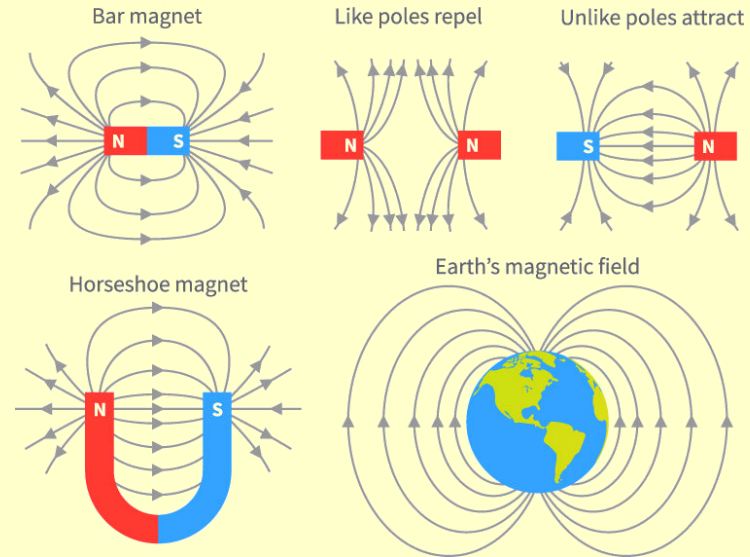 Bar magnet
Like poles repel
Unlike poles attract
N S
N N
S N
Horseshoe magnet
Earth's magnetic field
N S